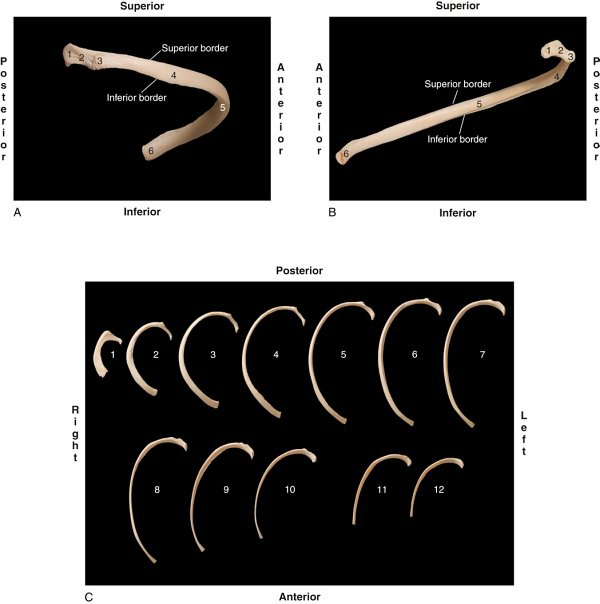 Superior
Superior
Posterior
1 2 3
Superior border
4
Inferior border
5
6
Anterior
Anterior
1 2 3
4
Superior border
5
Inferior border
6
Posterior
A
Inferior
B
Inferior
Posterior
Right
1 2 3 4 5 6 7
8 9 10 11 12
Left
C
Anterior